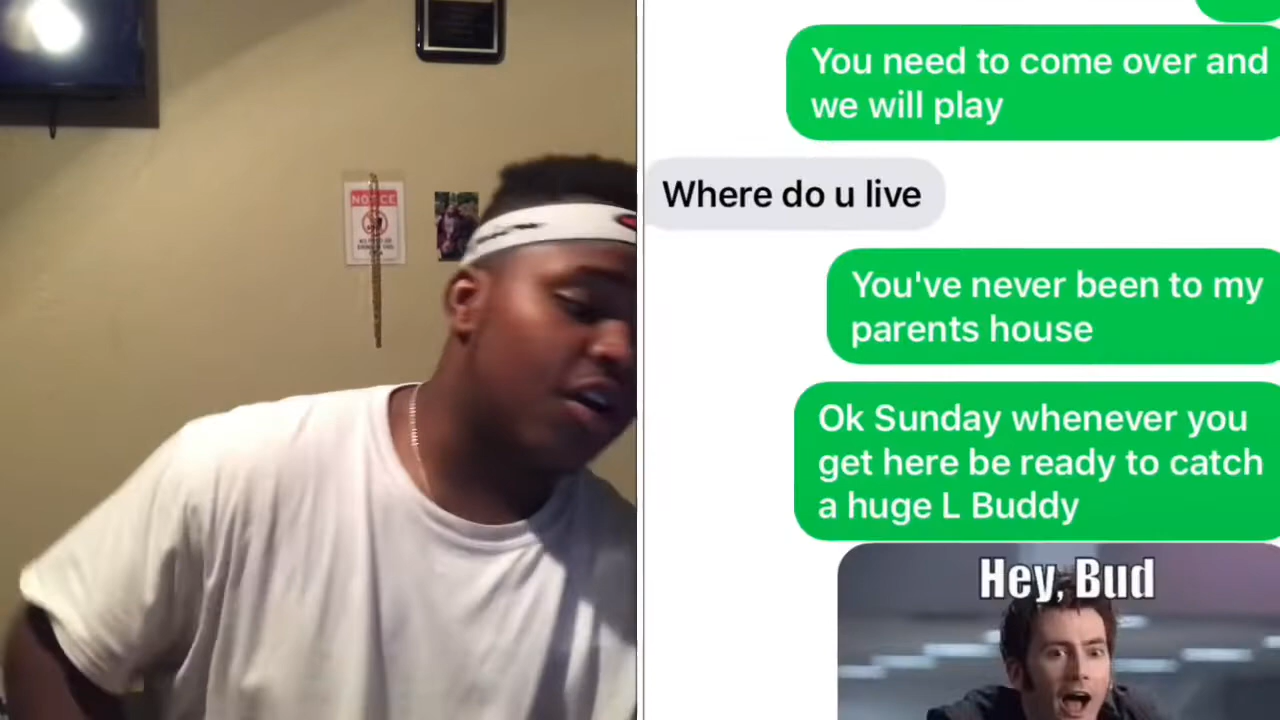 NOTICE
You need to come over and
we will play
Where do u live
You've never been to my
parents house
Ok Sunday whenever you
get here be ready to catch
a huge L Buddy
Hey, Bud